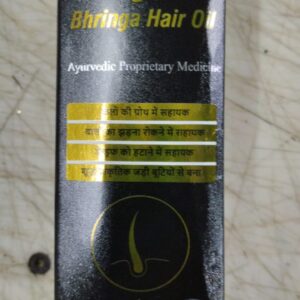 Bhringa Hair Oil
Ayurvedic Proprietary Medicine
की ग्रोथ में सहायक
का झड़ना रोकने में सहायक
को हटाने में सहायक
जड़ी बूटियों से बना